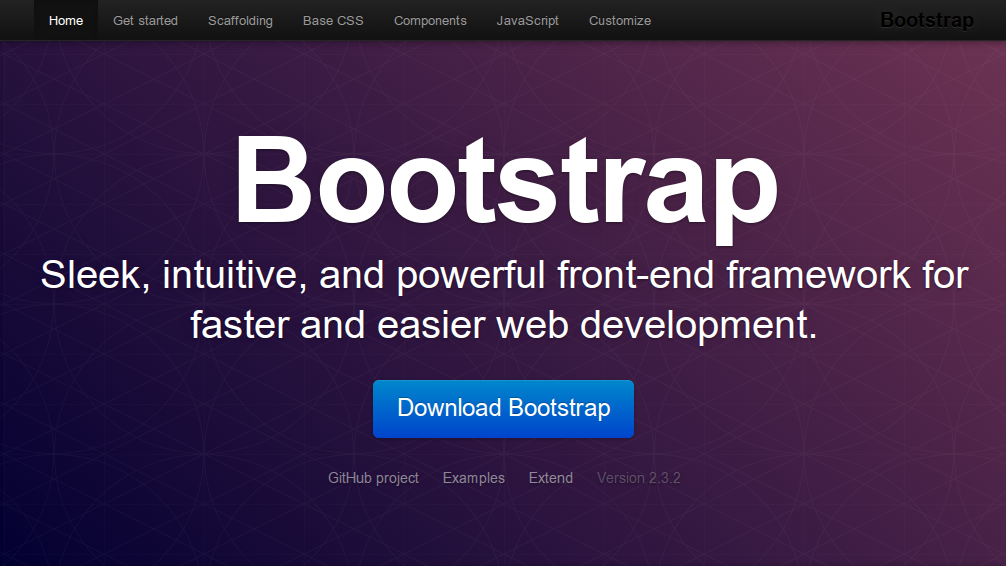 Home Get started Scaffolding Base CSS Components JavaScript Customize Bootstrap
Bootstrap
Sleek, intuitive, and powerful front-end framework for
faster and easier web development.
Download Bootstrap
GitHub project Examples Extend Version 2.3.2